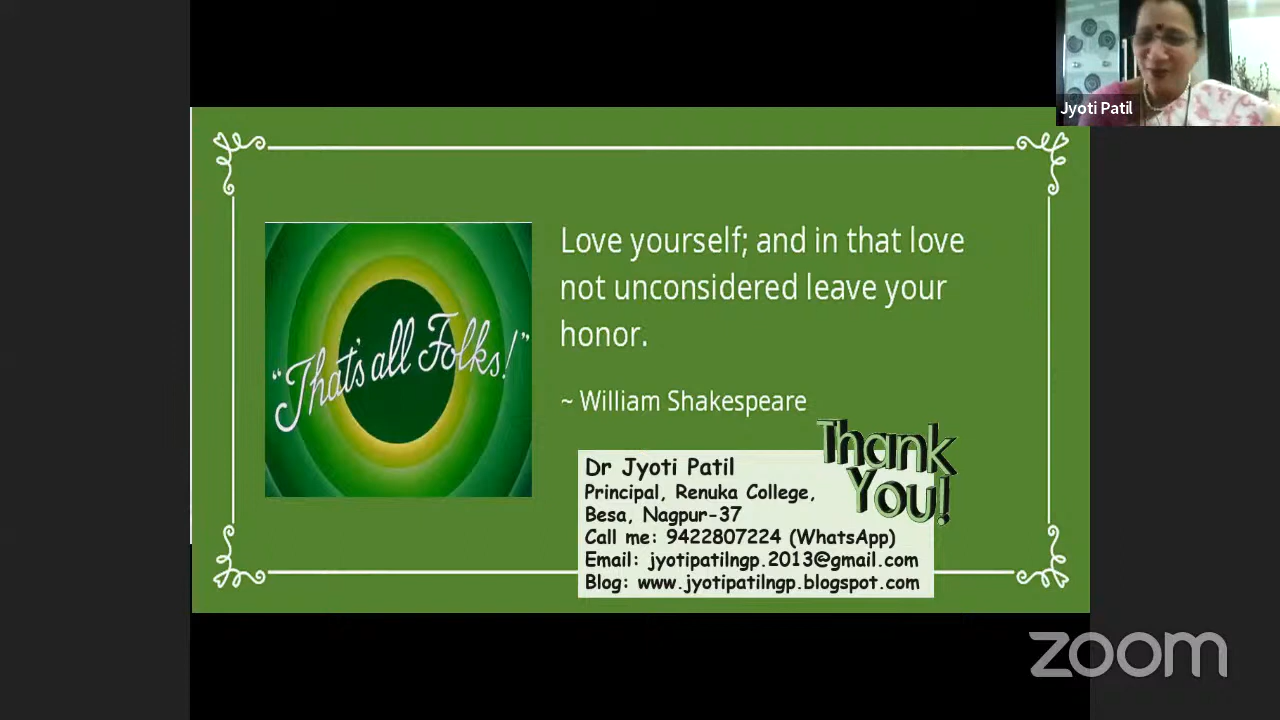 Jyoti Patil
Love yourself; and in that love
not unconsidered leave your
honor.
~ William Shakespeare
“That's all Folks!”
Thank
You!
Dr Jyoti Patil
Principal, Renuka College,
Besa, Nagpur-37
Call me: 9422807224 (WhatsApp)
Email: jyotipatilngp.2013@gmail.com
Blog: www.jyotipatilngp.blogspot.com
zoom